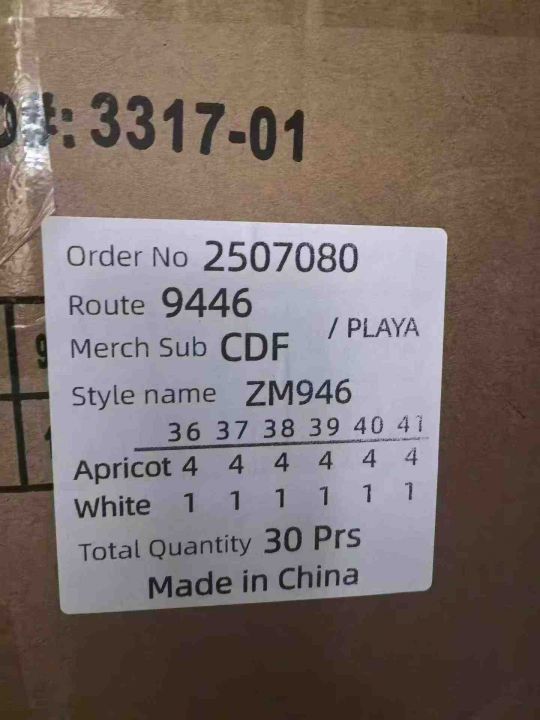 #: 3317-01
Order No 2507080
Route 9446
/ PLAYA
Merch Sub CDF
Style name ZM946
36 37 38 39 40 41
Apricot 4 4 4 4 4 4
White 1 1 1 1 1 1
Total Quantity 30 Prs
Made in China